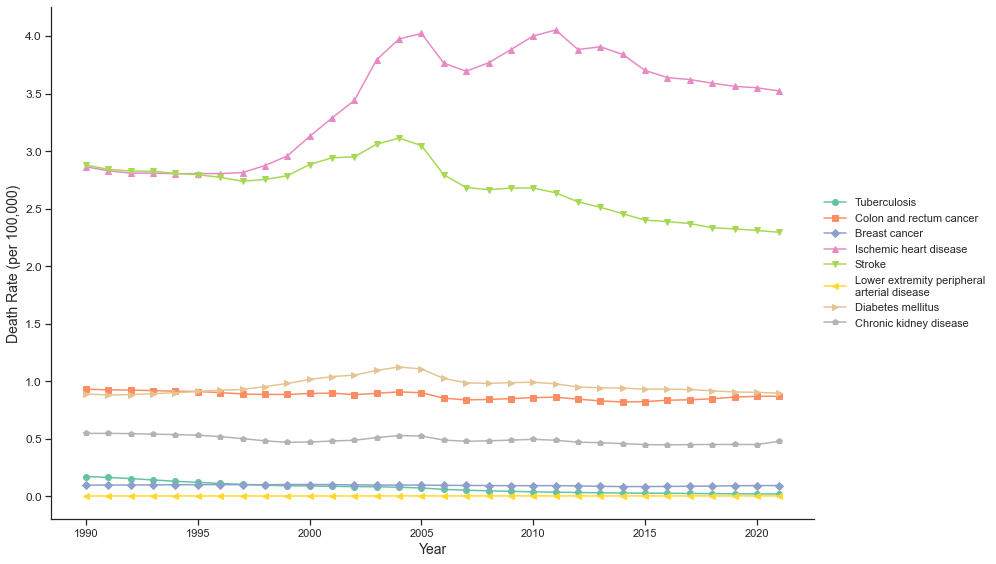 4.0
3.5
3.0
2.5
2.0
1.5
1.0
0.5
0.0
Death Rate (per 100,000)
1990
1995
2000
2005
2010
2015
2020
Year
Tuberculosis
Colon and rectum cancer
Breast cancer
Ischemic heart disease
Stroke
Lower extremity peripheral
arterial disease
Diabetes mellitus
Chronic kidney disease